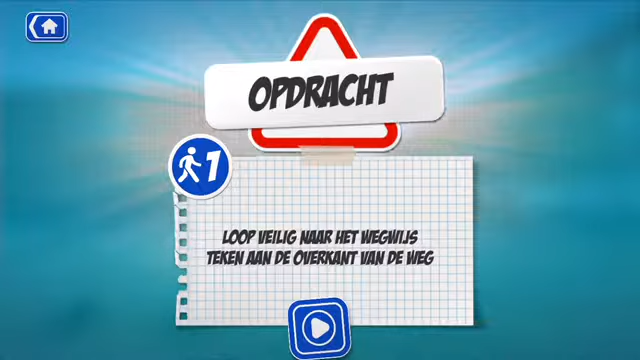 OPDRACHT
1
LOOP VEILIG NAAR HET WEGWIJS
TEKEN AAN DE OVERKANT VAN DE WEG